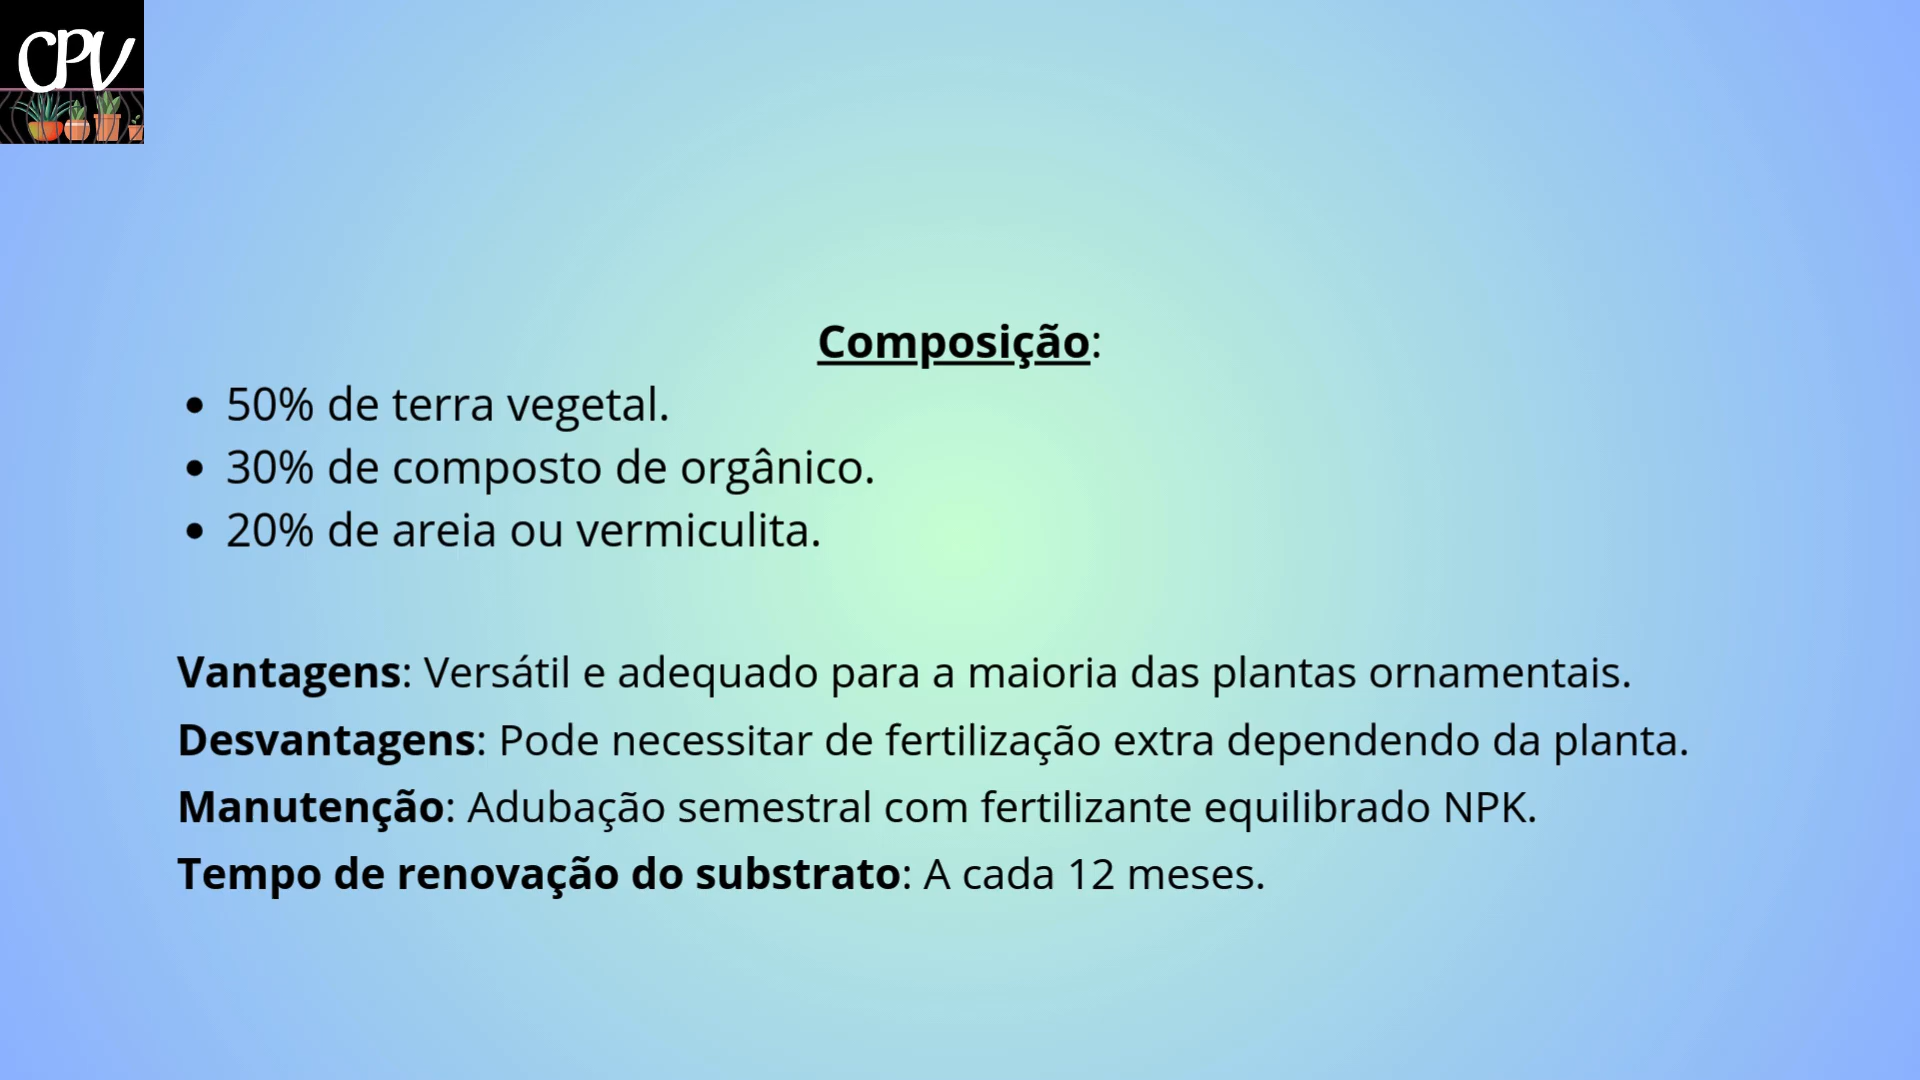 CPV
Composição:
• 50% de terra vegetal.
• 30% de composto de orgânico.
• 20% de areia ou vermiculita.
Vantagens: Versátil e adequado para a maioria das plantas ornamentais.
Desvantagens: Pode necessitar de fertilização extra dependendo da planta.
Manutenção: Adubação semestral com fertilizante equilibrado NPK.
Tempo de renovação do substrato: A cada 12 meses.